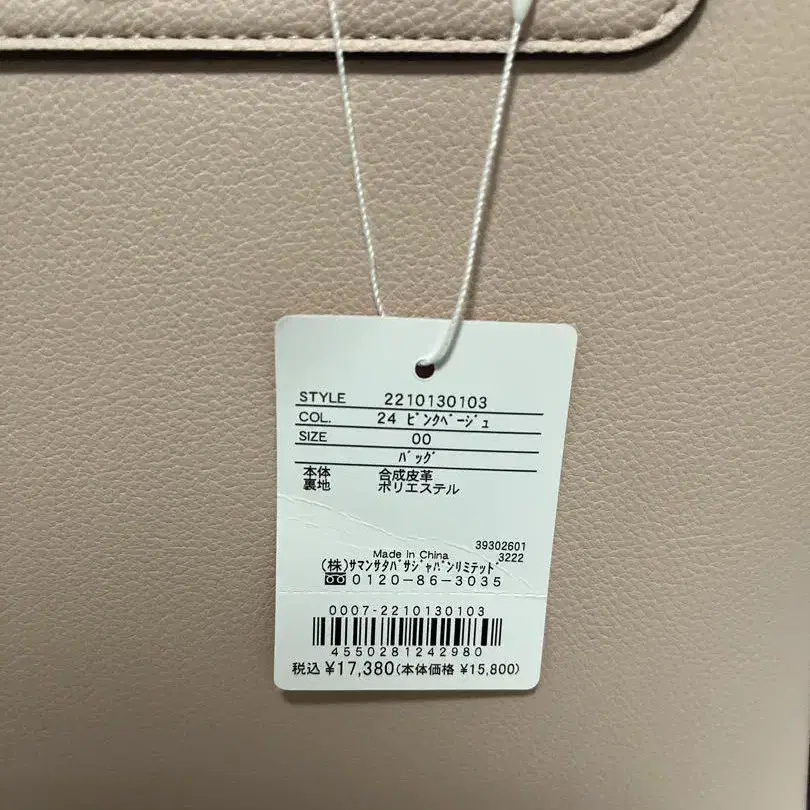 STYLE 2210130103
COL. 24 ﾋﾟﾝｸﾍﾞｰｼﾞｭ
SIZE 00
ﾊﾞｯｸﾞ
本体 合成皮革
裏地 ポリエステル
39302601
Made in China 3222
(株)ｻﾏﾝｻﾀﾊﾞｻｼﾞｬﾊﾟﾝﾘﾐﾃｯﾄﾞ
0120-86-3035
0007-2210130103
4550281242980
税込 ¥17,380(本体価格 ¥15,800)